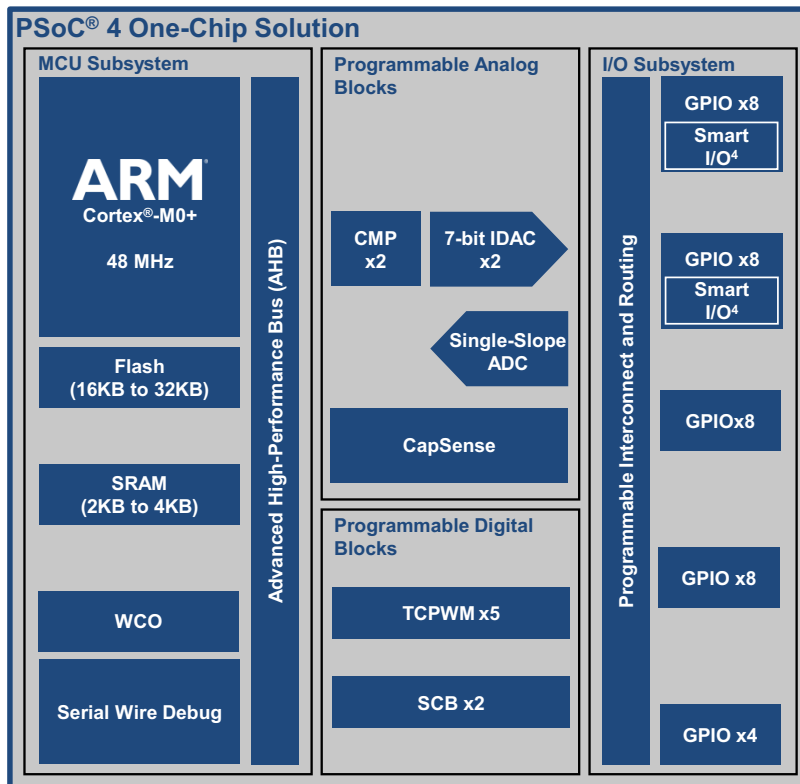 PSoC® 4 One-Chip Solution
MCU Subsystem
ARM®
Cortex®-M0+
48 MHz
Flash
(16KB to 32KB)
SRAM
(2KB to 4KB)
WCO
Serial Wire Debug
Advanced High-Performance Bus (AHB)
Programmable Analog
Blocks
CMP
x2
7-bit IDAC
x2
Single-Slope
ADC
CapSense
Programmable Digital
Blocks
TCPWM x5
SCB x2
I/O Subsystem
Programmable Interconnect and Routing
GPIO x8
Smart
I/O⁴
GPIO x8
Smart
I/O⁴
GPIOx8
GPIO x8
GPIO x4